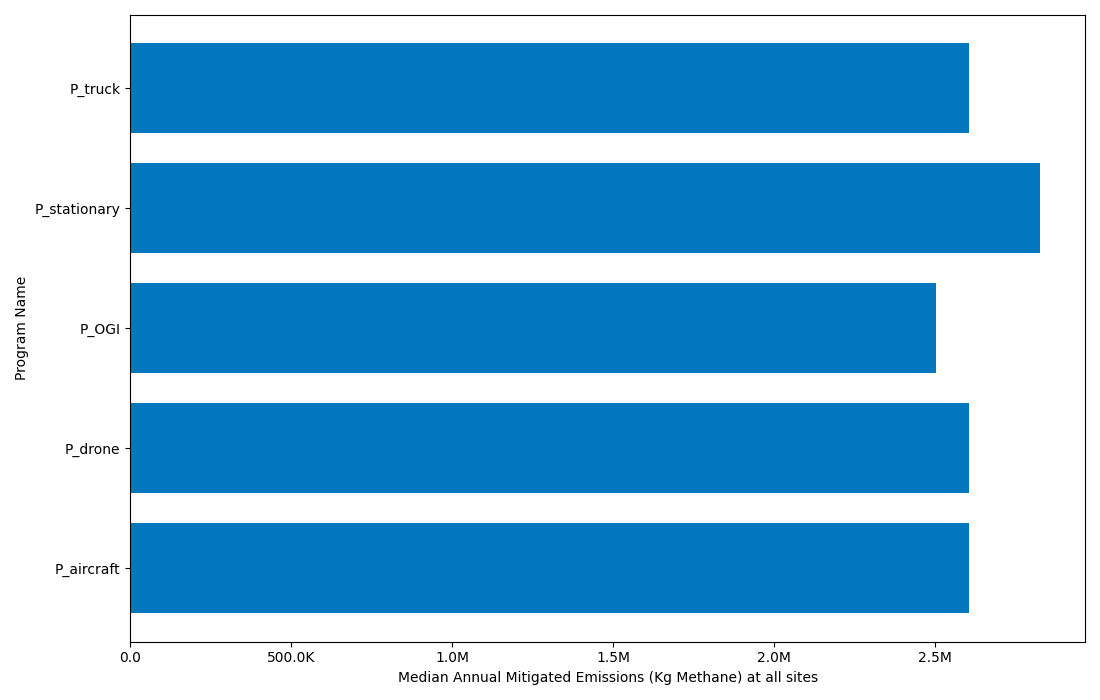 P_truck
P_stationary
P_OGI
P_drone
P_aircraft
Program Name
0.0
500.0K
1.0M
1.5M
2.0M
2.5M
Median Annual Mitigated Emissions (Kg Methane) at all sites